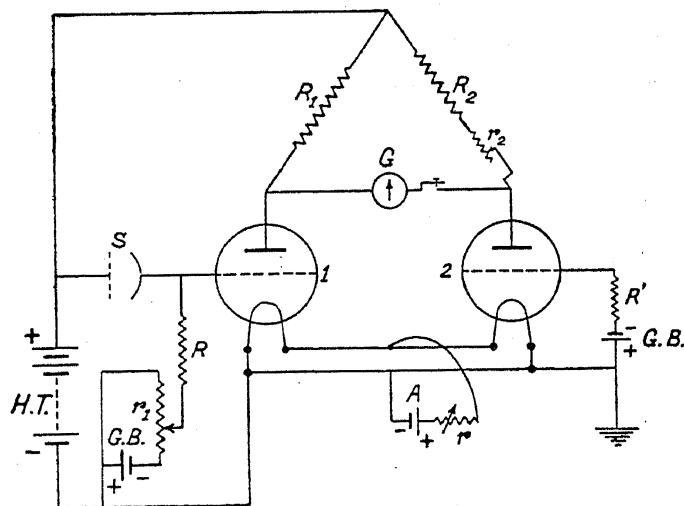 R1
R2
r2
G
S
1
2
R'
- G.B.
+
+
H.T.
-
R
r1
G.B.
+ -
A
- + r